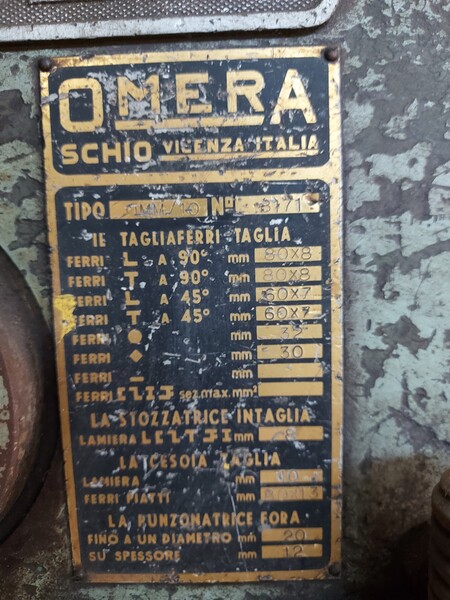 OMERA
SCHIO VICENZA ITALIA
TIPO Nº
LE TAGLIAFERRI TAGLIA
FERRI L A 90° mm 80X8
FERRI T A 90° mm 80X8
FERRI L A 45° mm 60X7
FERRI T A 45° mm 60X7
FERRI ● mm
FERRI ◆ mm 30
FERRI – mm
FERRI sez.max.mm²
LA STOZZATRICE INTAGLIA
LAMIERA mm
LA CESOIA TAGLIA
LAMIERA mm
FERRI PIATTI mm
LA PUNZONATRICE FORA
FINO A UN DIAMETRO mm 20
SU SPESSORE mm 12